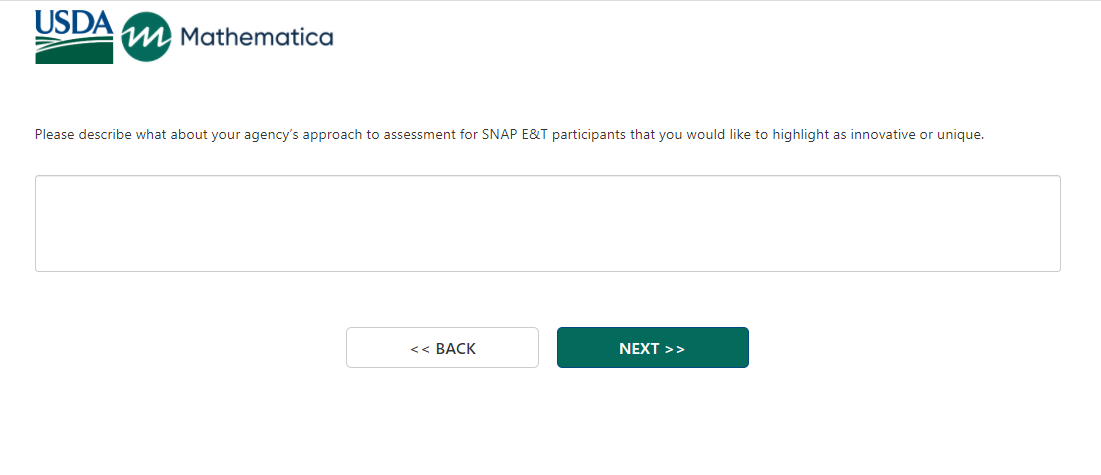 USDA
m Mathematica
Please describe what about your agency's approach to assessment for SNAP E&T participants that you would like to highlight as innovative or unique.
<< BACK
NEXT >>